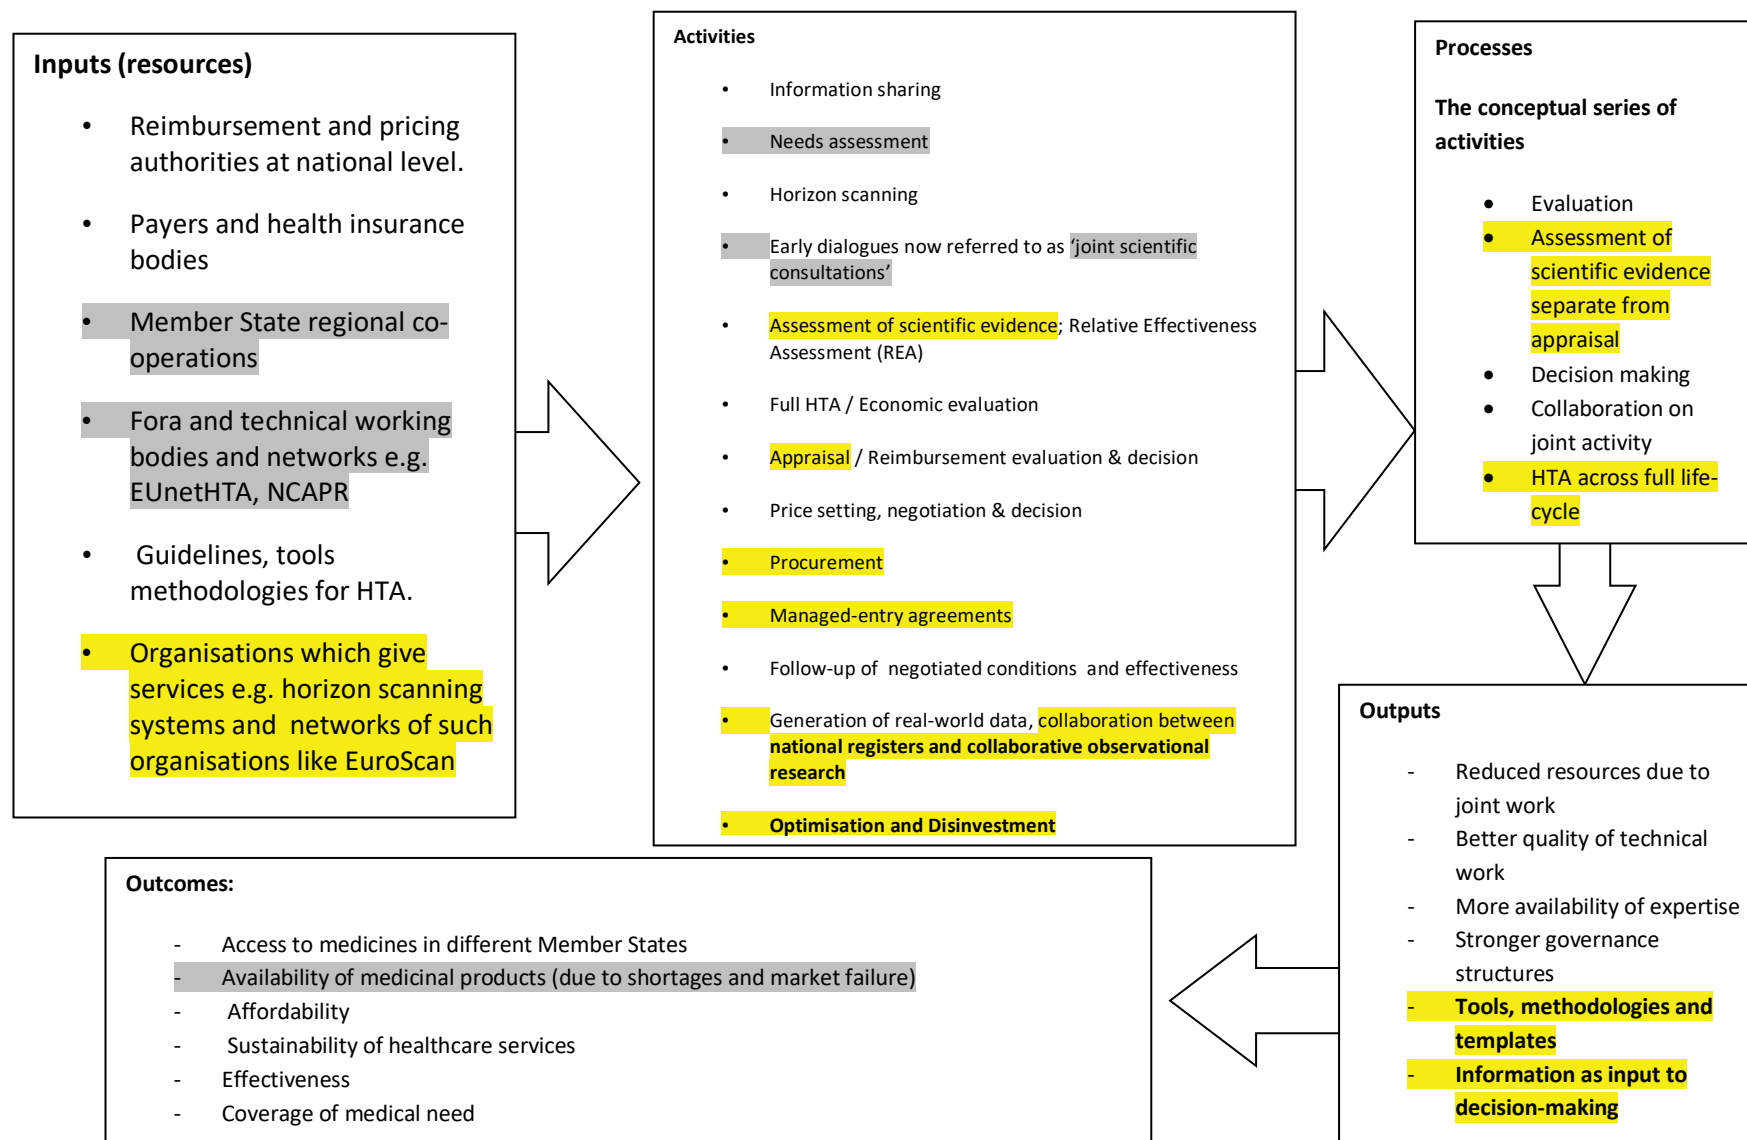 Inputs (resources)
• Reimbursement and pricing
authorities at national level.
• Payers and health insurance
bodies
• Member State regional co-
operations
• Fora and technical working
bodies and networks e.g.
EUnetHTA, NCAPR
• Guidelines, tools
methodologies for HTA.
• Organisations which give
services e.g. horizon scanning
systems and networks of such
organisations like EuroScan
Activities
• Information sharing
• Needs assessment
• Horizon scanning
• Early dialogues now referred to as ‘joint scientific
consultations’
• Assessment of scientific evidence; Relative Effectiveness
Assessment (REA)
• Full HTA / Economic evaluation
• Appraisal / Reimbursement evaluation & decision
• Price setting, negotiation & decision
• Procurement
• Managed-entry agreements
• Follow-up of negotiated conditions and effectiveness
• Generation of real-world data, collaboration between
national registers and collaborative observational
research
• Optimisation and Disinvestment
Processes
The conceptual series of
activities
• Evaluation
• Assessment of
scientific evidence
separate from
appraisal
• Decision making
• Collaboration on
joint activity
• HTA across full life-
cycle
Outputs
- Reduced resources due to
joint work
- Better quality of technical
work
- More availability of expertise
- Stronger governance
structures
- Tools, methodologies and
templates
- Information as input to
decision-making
Outcomes:
- Access to medicines in different Member States
- Availability of medicinal products (due to shortages and market failure)
- Affordability
- Sustainability of healthcare services
- Effectiveness
- Coverage of medical need